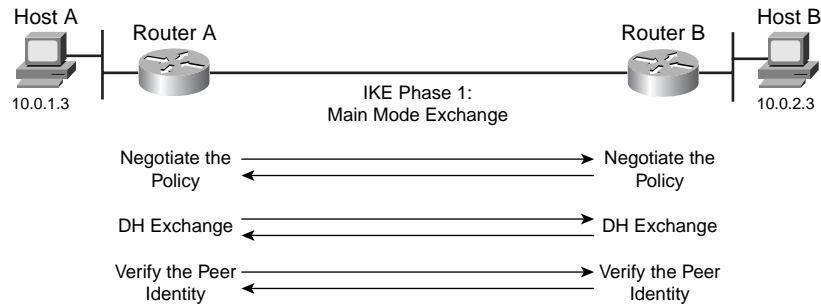 Host A
Host B
Router A
Router B
10.0.1.3
10.0.2.3
IKE Phase 1:
Main Mode Exchange
Negotiate the
Policy
Negotiate the
Policy
DH Exchange
DH Exchange
Verify the Peer
Identity
Verify the Peer
Identity